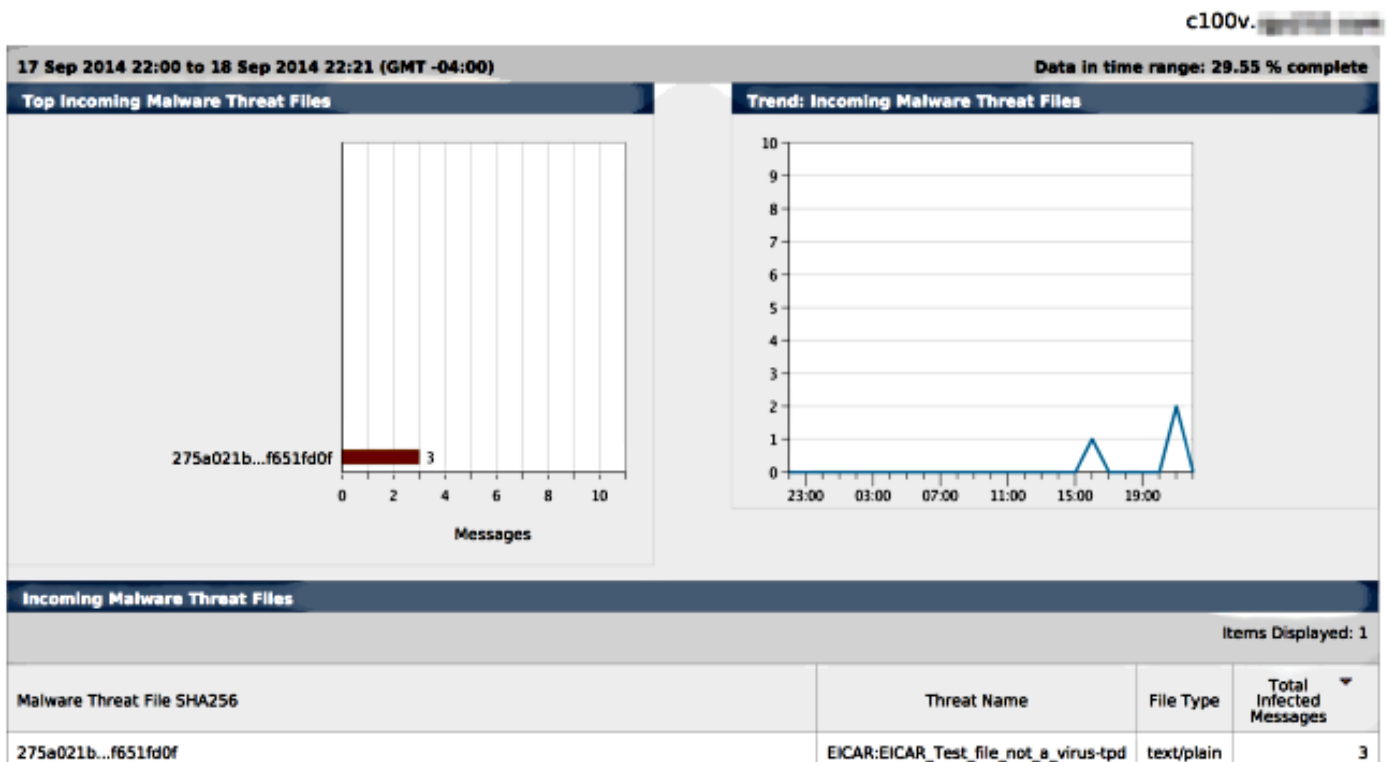 c100v.
17 Sep 2014 22:00 to 18 Sep 2014 22:21 (GMT -04:00) Data in time range: 29.55 % complete
Top Incoming Malware Threat Files
275a021b...f651fd0f 3
0 2 4 6 8 10
Messages
Trend: Incoming Malware Threat Files
10
9
8
7
6
5
4
3
2
1
0
23:00 03:00 07:00 11:00 15:00 19:00
Incoming Malware Threat Files
Items Displayed: 1
Malware Threat File SHA256 Threat Name File Type Total Infected Messages
275a021b...f651fd0f EICAR:EICAR_Test_file_not_a_virus-tpd text/plain 3